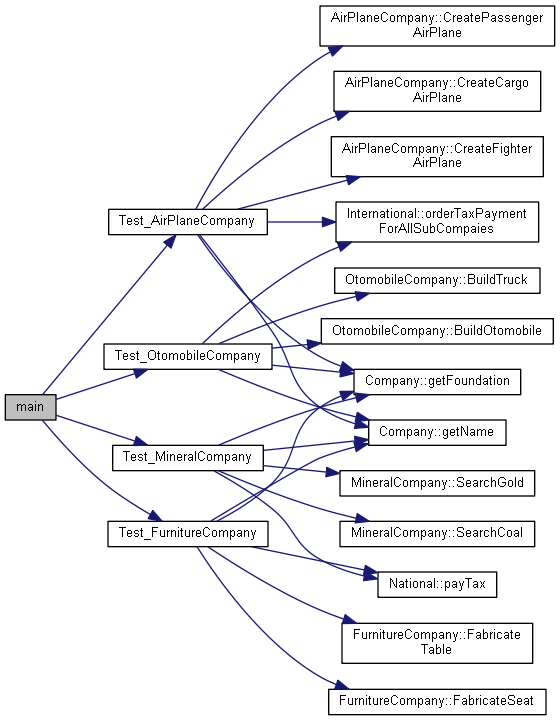 AirPlaneCompany::CreatePassenger
AirPlane
AirPlaneCompany::CreateCargo
AirPlane
AirPlaneCompany::CreateFighter
AirPlane
Test_AirPlaneCompany
International::orderTaxPayment
ForAllSubCompaies
OtomobileCompany::BuildTruck
OtomobileCompany::BuildOtomobile
Test_OtomobileCompany
Company::getFoundation
main
Company::getName
Test_MineralCompany
MineralCompany::SearchGold
Test_FurnitureCompany
MineralCompany::SearchCoal
National::payTax
FurnitureCompany::Fabricate
Table
FurnitureCompany::FabricateSeat